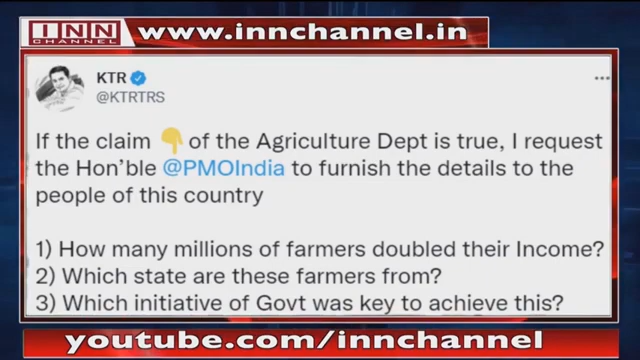 INN
CHANNEL
www.innchannel.in
KTR
@KTRTRS
If the claim 👇 of the Agriculture Dept is true, I request
the Hon'ble @PMOIndia to furnish the details to the
people of this country
1) How many millions of farmers doubled their Income?
2) Which state are these farmers from?
3) Which initiative of Govt was key to achieve this?
youtube.com/innchannel